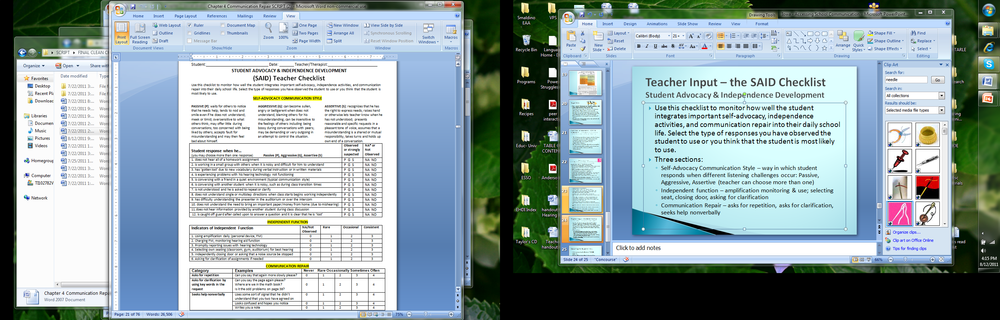 Chapter 4 Communication Repair SCRIPT (2) - Microsoft Word non-commercial use
Home Insert Page Layout References Mailings Review View
Print Layout
Full Screen Reading
Web Layout
Outline
Draft
Document Views
Ruler
Gridlines
Message Bar
Document Map
Thumbnails
Show/Hide
Zoom
100%
One Page
Two Pages
Page Width
Zoom
New Window
Arrange All
Split
View Side by Side
Synchronous Scrolling
Reset Window Position
Switch Windows
Window
Macros
Macros
SCRIPT FINAL CLEAN
Organize Open Share with
Favorites
Desktop
Recent
Libraries
Music
Pictures
Videos
Computer
Network
Date modified
7/22/2011 3:...
7/22/2011 3:...
7/22/2011 8:...
7/22/2011 2:...
7/22/2011 9:...
7/22/2011 2:...
7/22/2011 2:...
8/12/2011 9:...
7/22/2011 1...
7/22/2011 3:...
7/25/2011 1...
7/22/2011 3:...
7/22/2011 3:...
7/22/2011 1:...
Chapter 4 Communication
Word 2007 Document
Student: Date: Teacher/Therapist:
STUDENT ADVOCACY & INDEPENDENCE DEVELOPMENT
(SAID) Teacher Checklist
Use this checklist to monitor how well the student integrates important self-advocacy, independence activities, and communication
repair into their daily school life. Select the type of responses you have observed the student to use or you think that the student is
most likely to use.
SELF-ADVOCACY COMMUNICATION STYLE
PASSIVE (P): waits for others to notice
that he needs help; tends to nod and
smile even if he does not understand;
meek or timid; oversensitive to what
others think; may offer little during
conversations; too concerned with being
liked by others; accepts fault for
misunderstanding and may then feel
bad about himself.
AGGRESSIVE (G): can become sullen,
angry or belligerent when does not
understand, blaming others for his
misunderstanding; can be insensitive to
the feelings of others including being
bossy during conversations with peers;
may be demanding or very outgoing in
an attempt to control the situation.
ASSERTIVE (S): recognizes that he has
the right to express needs; raises hand
or otherwise lets teacher know when he
has not understood; presents
reasonable and specific requests in a
pleasant tone of voice; assumes that a
misunderstanding is a shared or mutual
responsibility; takes turns and holds up
own end of a conversation.
Student response when he...
(you may choose more than one response) Passive (P), Aggressive (G), Assertive (S)
Observed or strongly suspected
NA* or Not Observed
1. does not hear all of a homework assignment P G S NA NO
2. is working in a small group with others when it is noisy and difficult for him to understand P G S NA NO
3. has 'gotten lost' due to new vocabulary during verbal instruction or in written materials P G S NA NO
4. is experiencing problems with his hearing technology not functioning P G S NA NO
5. is conversing with a friend in a quiet environment (typical communication style) P G S NA NO
6. is conversing with another student when it is noisy, such as during class transition times P G S NA NO
7. is not understood and he is asked to repeat or clarify P G S NA NO
8. does not understand single or multistep directions when class starts begins working independently P G S NA NO
9. has difficulty understanding the presenter in the auditorium or over the intercom P G S NA NO
10. does not understand the need to bring an important paper/money from home (due to mishearing) P G S NA NO
11. does not hear information provided by another student during class discussion P G S NA NO
12. is caught off guard after called upon to answer a question and it is clear that he is 'lost' P G S NA NO
INDEPENDENT FUNCTION
Indicators of Independent Function NA/Not Observed Rare Occasional Consistent
1. Using amplification daily (personal device, FM) 0 1 2 3
2. Charging FM, monitoring hearing aid function 0 1 2 3
3. Promptly reporting issues with hearing technology 0 1 2 3
4. Selecting own seating (classroom, gym, auditorium) for best hearing 0 1 2 3
5. Independently closing door or asking that a noise source be stopped 0 1 2 3
6. Asking for clarification of assignments if needed 0 1 2 3
COMMUNICATION REPAIR
Category Examples Never Rare Occasionally Sometimes Often
Asks for repetition Can you say that again more slowly please? 0 1 2 3 4
Asks for clarification by using key words in the request
Can you say the page again please?
Where are we in the math book? 0 1 2 3 4
Is it the odd problems on page 38?
Seeks help nonverbally Uses some sort of signal that he didn't 0 1 2 3 4
understand that you two have agreed on
Looks confused and hopes you notice 0 1 2 3 4
Writes you a note 0 1 2 3 4
Page: 21 of 76 Words: 26,506 75%
Smaldino EAA
VPS
Recycle Bin
Programs
Recipes
Educ- Univ
ESSO
EHDI Index
Taylor's CD
Drawing Tools
Iowa - Accessing School Communication - Microsoft PowerPoint...
Home Insert Design Animations Slide Show Review View Format
Paste
Clipboard
New Slide
Layout
Reset
Delete
Slides
Calibri (Body) 21+
Font
Paragraph
Arrange
Quick Styles
Shape Fill
Shape Outline
Shape Effects
Drawing
Find
Replace
Select
Editing
19
20
21
22
23
24
25
Teacher Input – the SAID Checklist
Student Advocacy & Independence Development
Use this checklist to monitor how well the student
integrates important self-advocacy, independence
activities, and communication repair into their daily school
life. Select the type of responses you have observed the
student to use or you think that the student is most likely
to use.
Three sections:
Self-Advocacy Communication Style – way in which student
responds when different listening challenges occur: Passive,
Aggressive, Assertive (teacher can choose more than one)
Independent function – amplification monitoring & use; selecting
seat, closing door, asking for clarification
Communication Repair – asks for repetition, asks for clarification,
seeks help nonverbally
Click to add notes
Slide 24 of 25 "Concourse" 66%
Clip Art
Search for:
needle Go
Search in:
All collections
Results should be:
Selected media file types
Organize clips...
Clip art on Office Online
Tips for finding clips
4:15 PM
8/12/2011